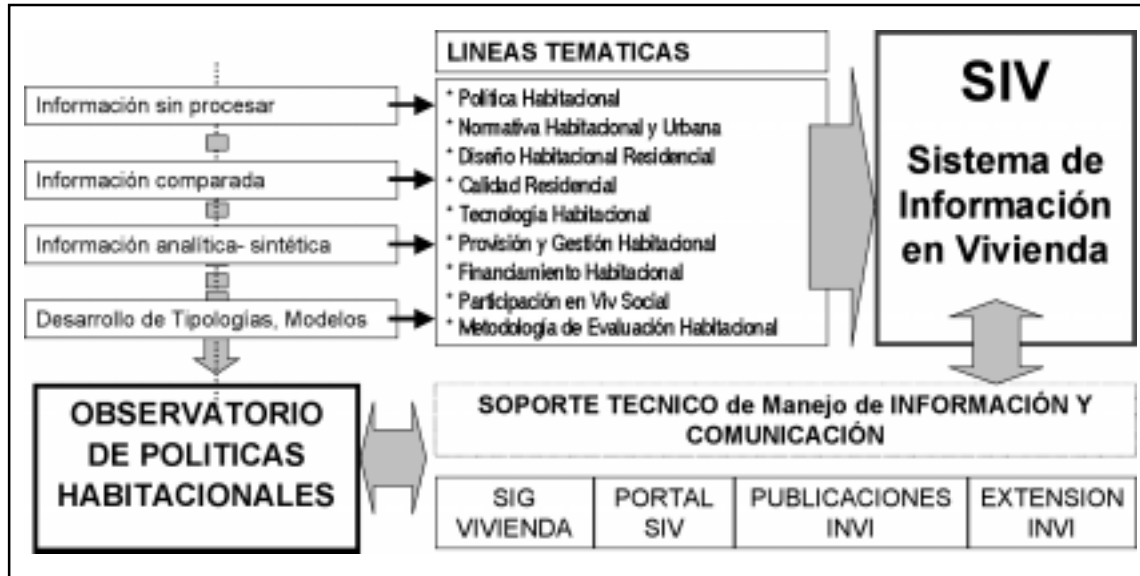 Información sin procesar
Información comparada
Información analítica- sintética
Desarrollo de Tipologías, Modelos
OBSERVATORIO
DE POLITICAS
HABITACIONALES
LINEAS TEMATICAS
* Política Habitacional
* Normativa Habitacional y Urbana
* Diseño Habitacional Residencial
* Calidad Residencial
* Tecnología Habitacional
* Provisión y Gestión Habitacional
* Financiamiento Habitacional
* Participación en Viv Social
* Metodología de Evaluación Habitacional
SIV
Sistema de
Información
en Vivienda
SOPORTE TECNICO de Manejo de INFORMACIÓN Y
COMUNICACIÓN
SIG
VIVIENDA
PORTAL
SIV
PUBLICACIONES
INVI
EXTENSION
INVI